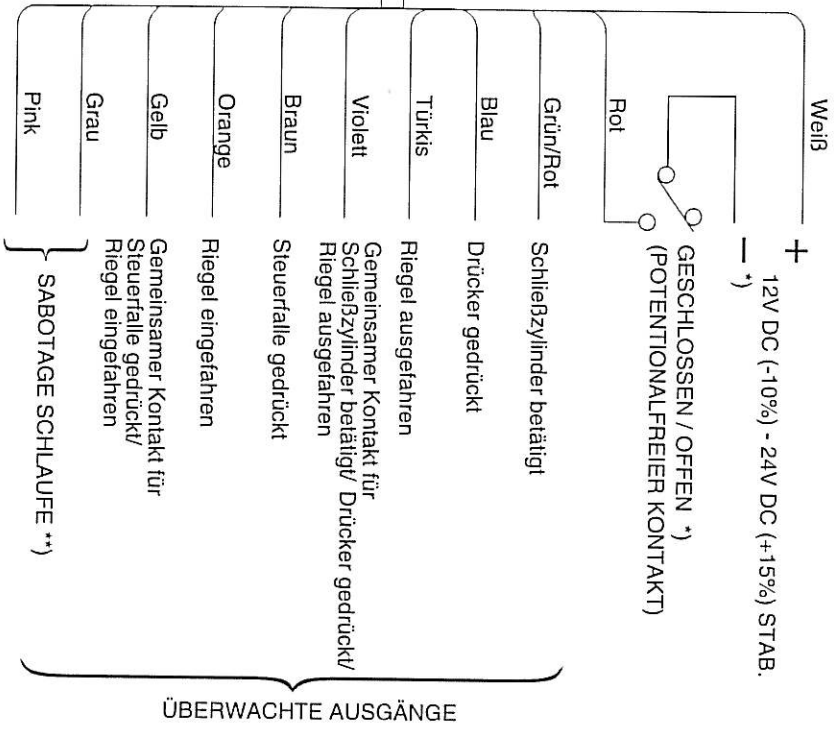 Weiß
+
12V DC (-10%) - 24V DC (+15%) STAB.
– *)
GESCHLOSSEN / OFFEN *)
(POTENTIONALFREIER KONTAKT)
Rot
Grün/Rot
Schließzylinder betätigt
Blau
Drücker gedrückt
Türkis
Riegel ausgefahren
Violett
Gemeinsamer Kontakt für
Schließzylinder betätigt/ Drücker gedrückt/
Riegel ausgefahren
Braun
Steuerfalle gedrückt
Orange
Riegel eingefahren
Gelb
Gemeinsamer Kontakt für
Steuerfalle gedrückt/
Riegel eingefahren
Grau
Pink
SABOTAGE SCHLAUFE **)
ÜBERWACHTE AUSGÄNGE